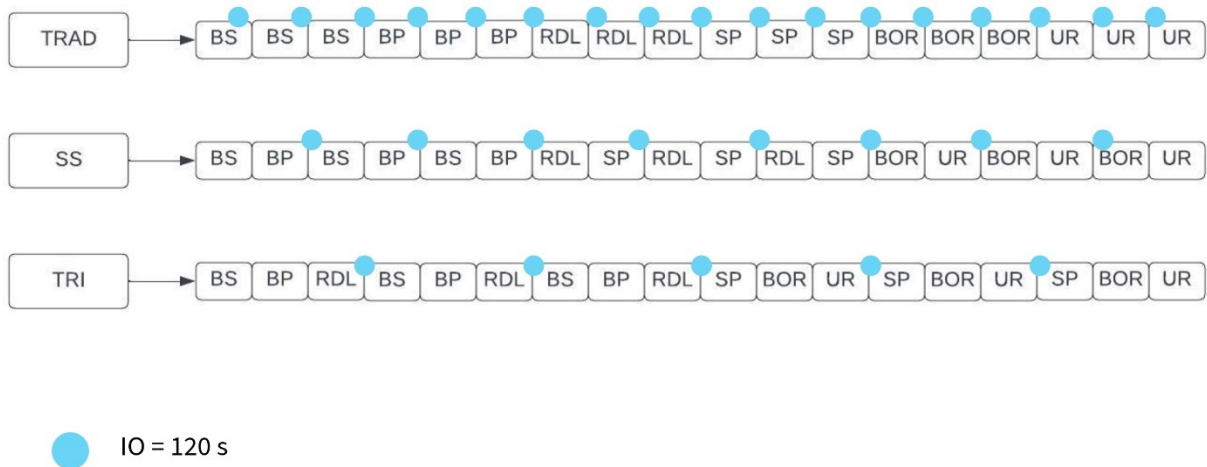 TRAD BS BS BS BP BP BP RDL RDL RDL SP SP SP BOR BOR BOR UR UR UR
SS BS BP BS BP BS BP RDL SP RDL SP RDL SP BOR UR BOR UR BOR UR
TRI BS BP RDL BS BP RDL BS BP RDL SP BOR UR SP BOR UR SP BOR UR
IO = 120 s